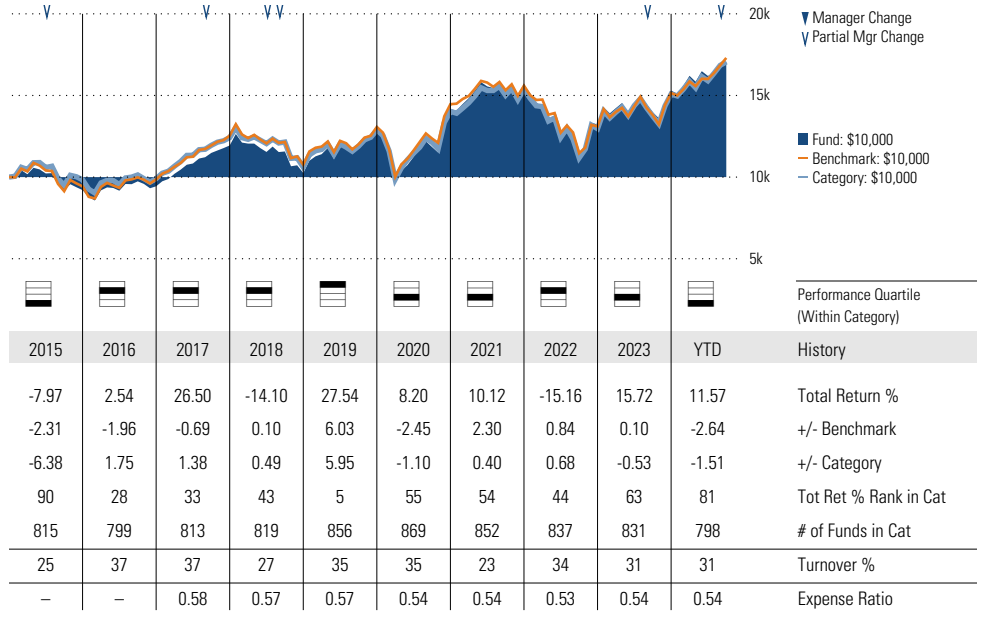 20k
Manager Change
Partial Mgr Change
15k
Fund: $10,000
Benchmark: $10,000
Category: $10,000
10k
5k
Performance Quartile
(Within Category)
2015 2016 2017 2018 2019 2020 2021 2022 2023 YTD History
-7.97 2.54 26.50 -14.10 27.54 8.20 10.12 -15.16 15.72 11.57 Total Return %
-2.31 -1.96 -0.69 0.10 6.03 -2.45 2.30 0.84 0.10 -2.64 +/- Benchmark
-6.38 1.75 1.38 0.49 5.95 -1.10 0.40 0.68 -0.53 -1.51 +/- Category
90 28 33 43 5 55 54 44 63 81 Tot Ret % Rank in Cat
815 799 813 819 856 869 852 837 831 798 # of Funds in Cat
25 37 37 27 35 35 23 34 31 31 Turnover %
– – 0.58 0.57 0.57 0.54 0.54 0.53 0.54 0.54 Expense Ratio